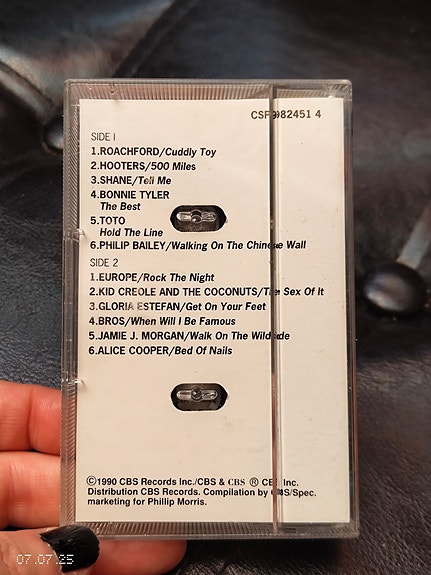 CSF 982451 4
SIDE 1
1.ROACHFORD/Cuddly Toy
2.HOOTERS/500 Miles
3.SHANE/Tell Me
4.BONNIE TYLER
The Best
5.TOTO
Hold The Line
6.PHILIP BAILEY/Walking On The Chinese Wall
SIDE 2
1.EUROPE/Rock The Night
2.KID CREOLE AND THE COCONUTS/The Sex Of It
3.GLORIA ESTEFAN/Get On Your Feet
4.BROS/When Will I Be Famous
5.JAMIE J. MORGAN/Walk On The Wildside
6.ALICE COOPER/Bed Of Nails
©1990 CBS Records Inc./CBS & CBS ® CBS Inc.
Distribution CBS Records. Compilation by CBS/Spec.
marketing for Phillip Morris.
07.07.25